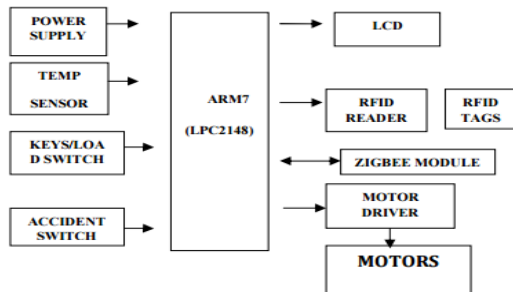 POWER
SUPPLY
TEMP
SENSOR
KEYS/LOA
D SWITCH
ACCIDENT
SWITCH
ARM7
(LPC2148)
LCD
RFID
READER
RFID
TAGS
ZIGBEE MODULE
MOTOR
DRIVER
MOTORS